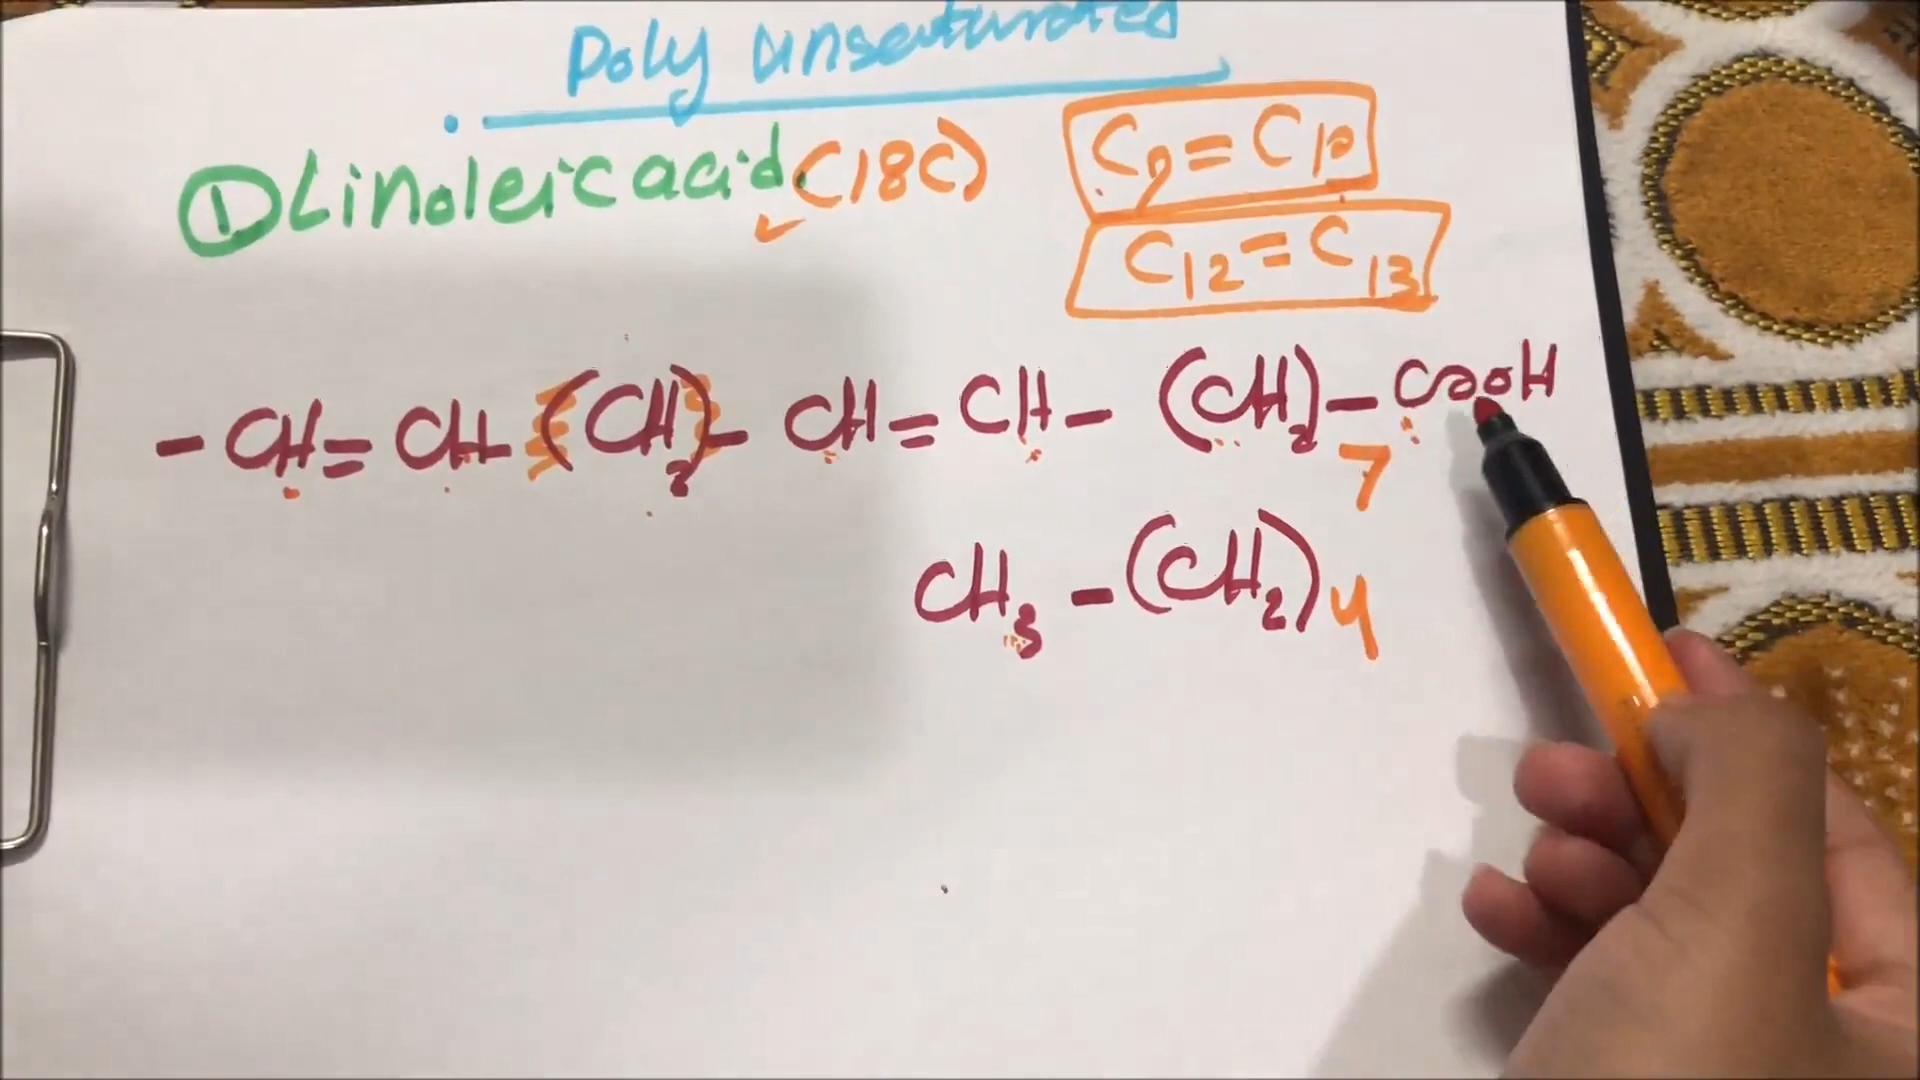 Poly unsaturated
① Linoleic acid (18C)
C9=C10
C12=C13
- CH = CH - (CH2) - CH = CH - (CH2)7 - COOH
CH3 - (CH2)4